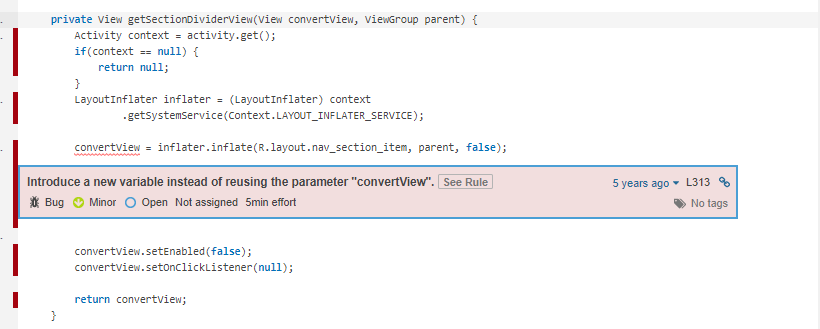 private View getSectionDividerView(View convertView, ViewGroup parent) {
Activity context = activity.get();
if(context == null) {
return null;
}
LayoutInflater inflater = (LayoutInflater) context
.getSystemService(Context.LAYOUT_INFLATER_SERVICE);
convertView = inflater.inflate(R.layout.nav_section_item, parent, false);
Introduce a new variable instead of reusing the parameter "convertView". See Rule 5 years ago L313
Bug Minor Open Not assigned 5min effort No tags
convertView.setEnabled(false);
convertView.setOnClickListener(null);
return convertView;
}